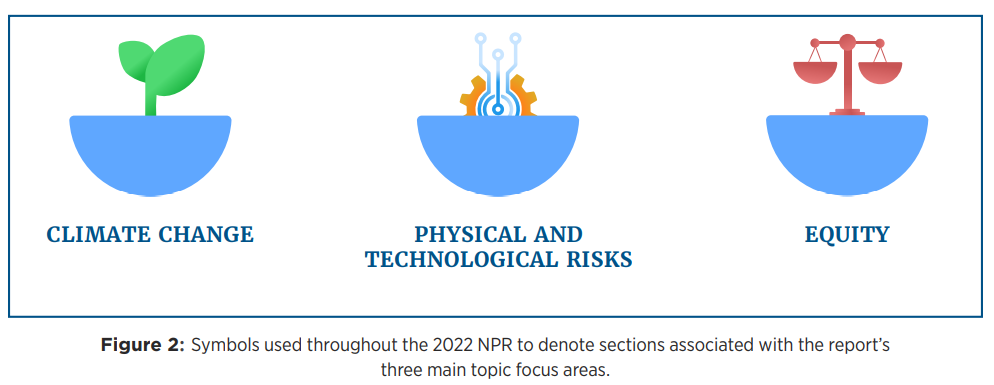 CLIMATE CHANGE
PHYSICAL AND
TECHNOLOGICAL RISKS
EQUITY
Figure 2: Symbols used throughout the 2022 NPR to denote sections associated with the report's
three main topic focus areas.